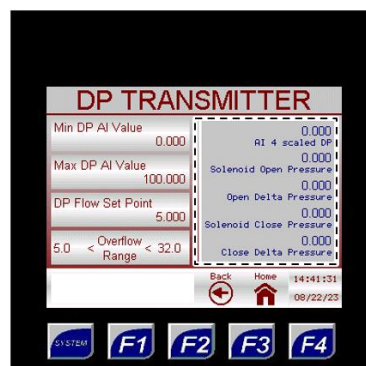 DP TRANSMITTER
Min DP AI Value
0.000
Max DP AI Value
100.000
DP Flow Set Point
5.000
5.0 < Overflow Range < 32.0
0.000
AI 4 scaled DP
0.000
Solenoid Open Pressure
0.000
Open Delta Pressure
0.000
Solenoid Close Pressure
0.000
Close Delta Pressure
Back
Home
14:41:31
08/22/23
SYSTEM
F1
F2
F3
F4